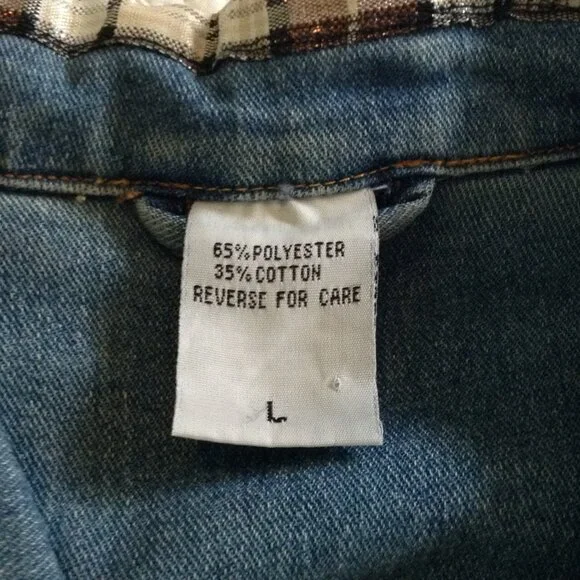 65%POLYESTER
35%COTTON
REVERSE FOR CARE
L